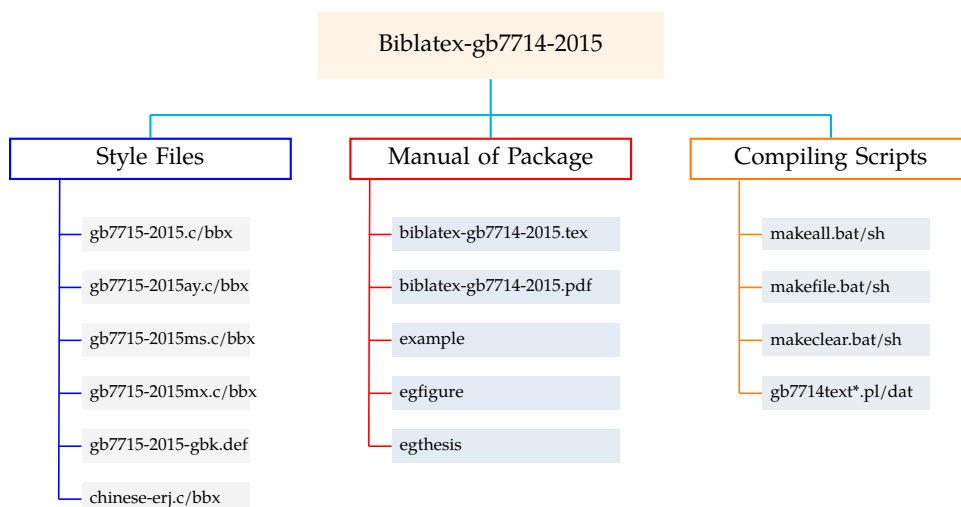 Biblatex-gb7714-2015
Style Files
gb7715-2015.c/bbx
gb7715-2015ay.c/bbx
gb7715-2015ms.c/bbx
gb7715-2015mx.c/bbx
gb7715-2015-gbk.def
chinese-erj.c/bbx
Manual of Package
biblatex-gb7714-2015.tex
biblatex-gb7714-2015.pdf
example
egfigure
egthesis
Compiling Scripts
makeall.bat/sh
makefile.bat/sh
makeclear.bat/sh
gb7714text*.pl/dat